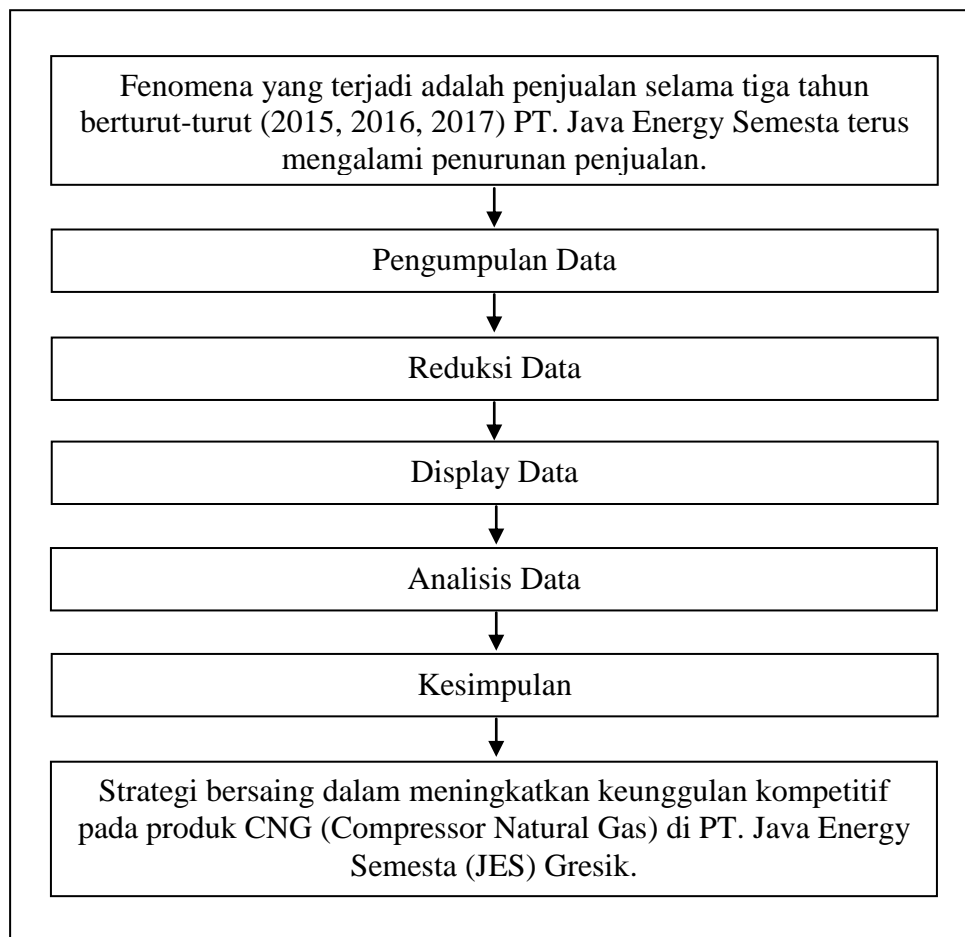 Fenomena yang terjadi adalah penjualan selama tiga tahun
berturut-turut (2015, 2016, 2017) PT. Java Energy Semesta terus
mengalami penurunan penjualan.
Pengumpulan Data
Reduksi Data
Display Data
Analisis Data
Kesimpulan
Strategi bersaing dalam meningkatkan keunggulan kompetitif
pada produk CNG (Compressor Natural Gas) di PT. Java Energy
Semesta (JES) Gresik.